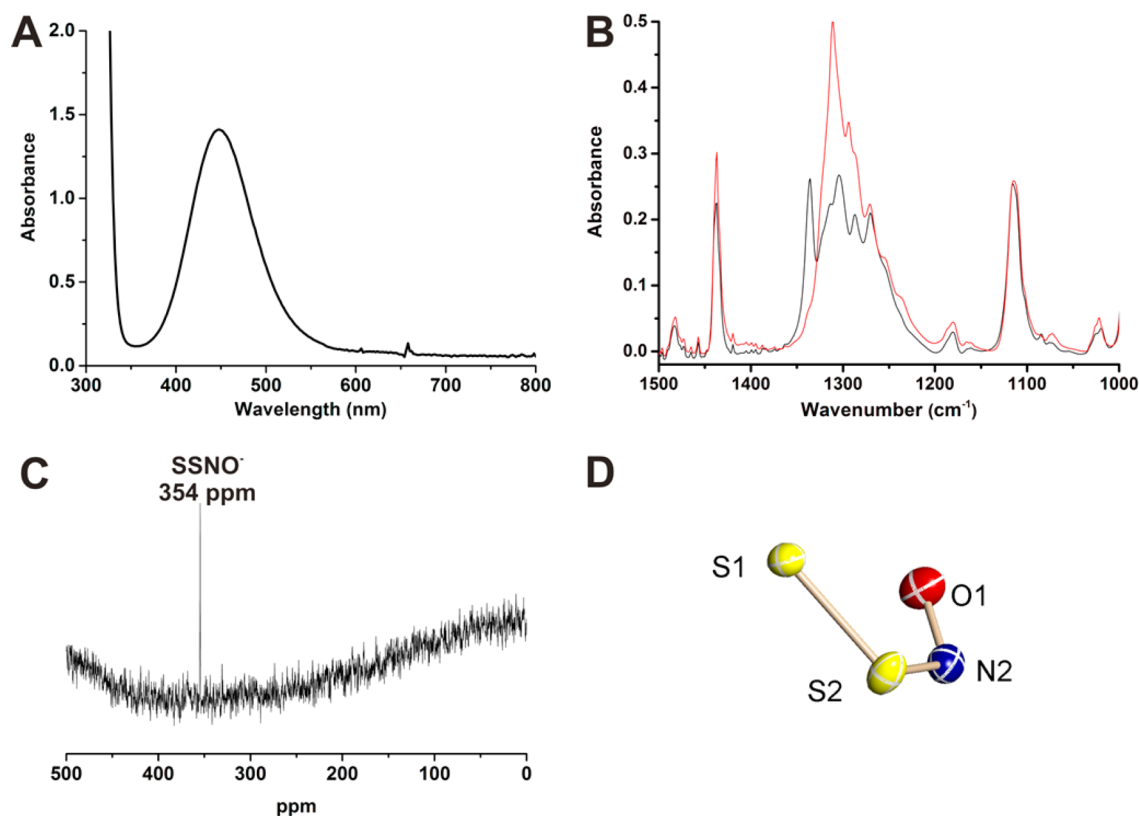 A
2.0
1.5
1.0
0.5
0.0
Absorbance
300 400 500 600 700 800
Wavelength (nm)
B
0.5
0.4
0.3
0.2
0.1
0.0
Absorbance
1500 1400 1300 1200 1100 1000
Wavenumber (cm⁻¹)
C
SSNO⁻
354 ppm
500 400 300 200 100 0
ppm
D
S1
O1
S2
N2